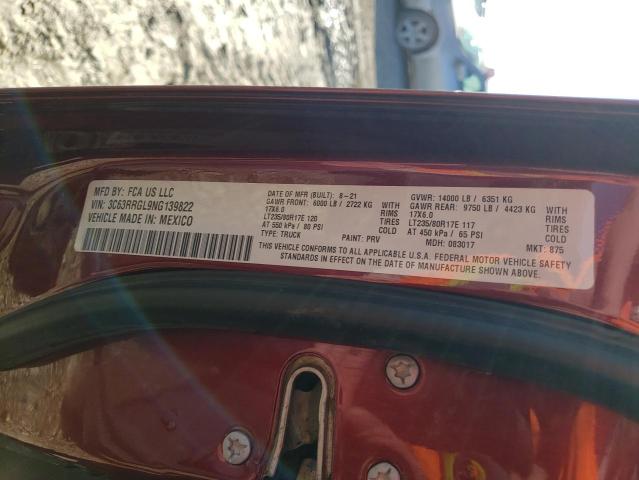 MFD BY: FCA US LLC
VIN: 3C63RRGL9NG139822
VEHICLE MADE IN: MEXICO
DATE OF MFR (BUILT): 8-21
GAWR FRONT: 6000 LB / 2722 KG WITH
17X6.0 RIMS
LT235/80R17E 120 TIRES
AT 550 kPa / 80 PSI COLD
TYPE: TRUCK PAINT: PRV
GVWR: 14000 LB / 6351 KG
GAWR REAR: 9750 LB / 4423 KG WITH
17X6.0 RIMS
LT235/80R17E 117 TIRES
AT 450 kPa / 65 PSI COLD
MDH: 083017 MKT: 875
THIS VEHICLE CONFORMS TO ALL APPLICABLE U.S.A. FEDERAL MOTOR VEHICLE SAFETY
STANDARDS IN EFFECT ON THE DATE OF MANUFACTURE SHOWN ABOVE.